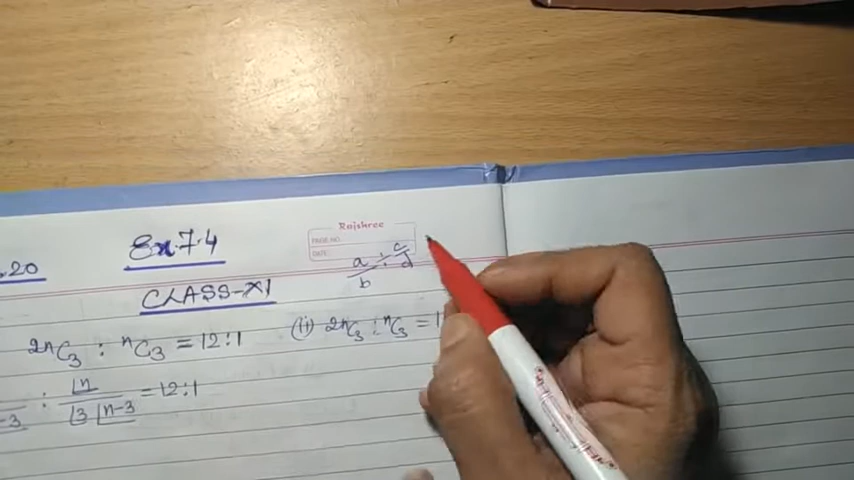 .20
Ex 7.4
Rajshree
PAGE NO.
DATE
a/b ÷ c/d
CLASS-XI
2nC3 : nC3 = 12:1
(ii) 2nC3 : nC3 = 1
-3 : ⌊n / ⌊3 ⌊n-3 = 12:1